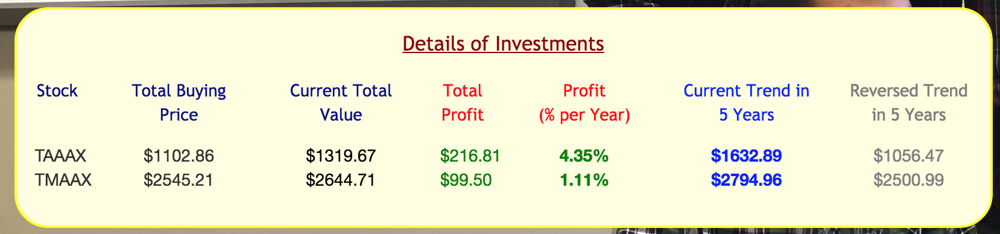 Details of Investments
Stock Total Buying Current Total Total Profit Current Trend in Reversed Trend
Price Value Profit (% per Year) 5 Years in 5 Years
TAAAX $1102.86 $1319.67 $216.81 4.35% $1632.89 $1056.47
TMAAX $2545.21 $2644.71 $99.50 1.11% $2794.96 $2500.99